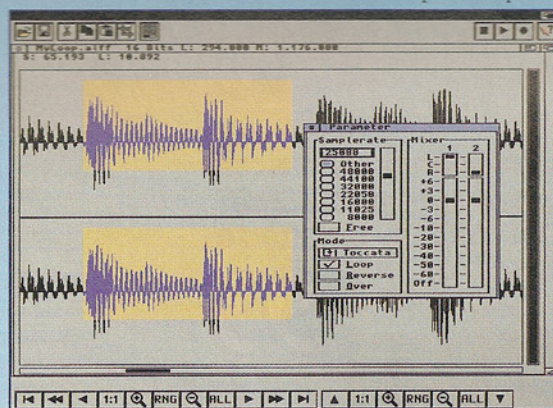 MyLoop.aiff 16 Bits L: 294.000 M: 1.176.000
S: 65.193 L: 10.892
Parameter
Samplerate
25000
Other
48000
44100
32000
22050
16000
11025
8000
Free
Mode
Toccata
Loop
Reverse
Over
Mixer
1 2
L
C
R
+6
+3
0
-3
-6
-10
-20
-30
-40
-50
-60
Off
1:1 RNG ALL 1:1 RNG ALL